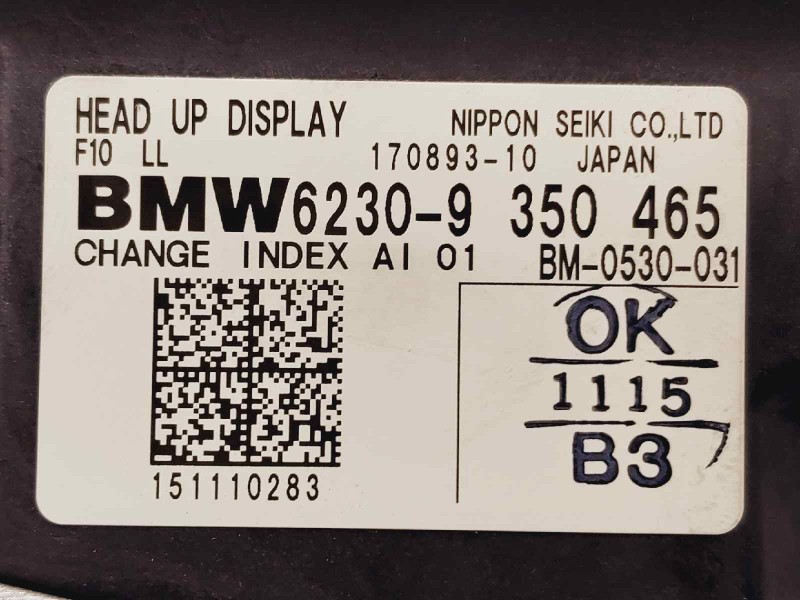 HEAD UP DISPLAY NIPPON SEIKI CO.,LTD
F10 LL 170893-10 JAPAN
BMW6230-9 350 465
CHANGE INDEX AI 01 BM-0530-031
OK
1115
B3
151110283